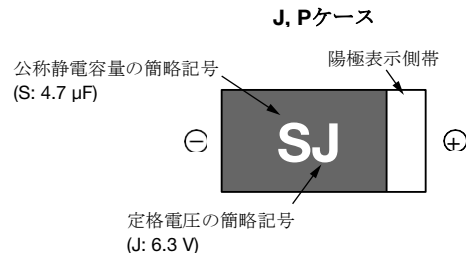 J, Pケース
公称静電容量の簡略記号
(S: 4.7 µF)
陽極表示側帯
⊖
SJ
⊕
定格電圧の簡略記号
(J: 6.3 V)